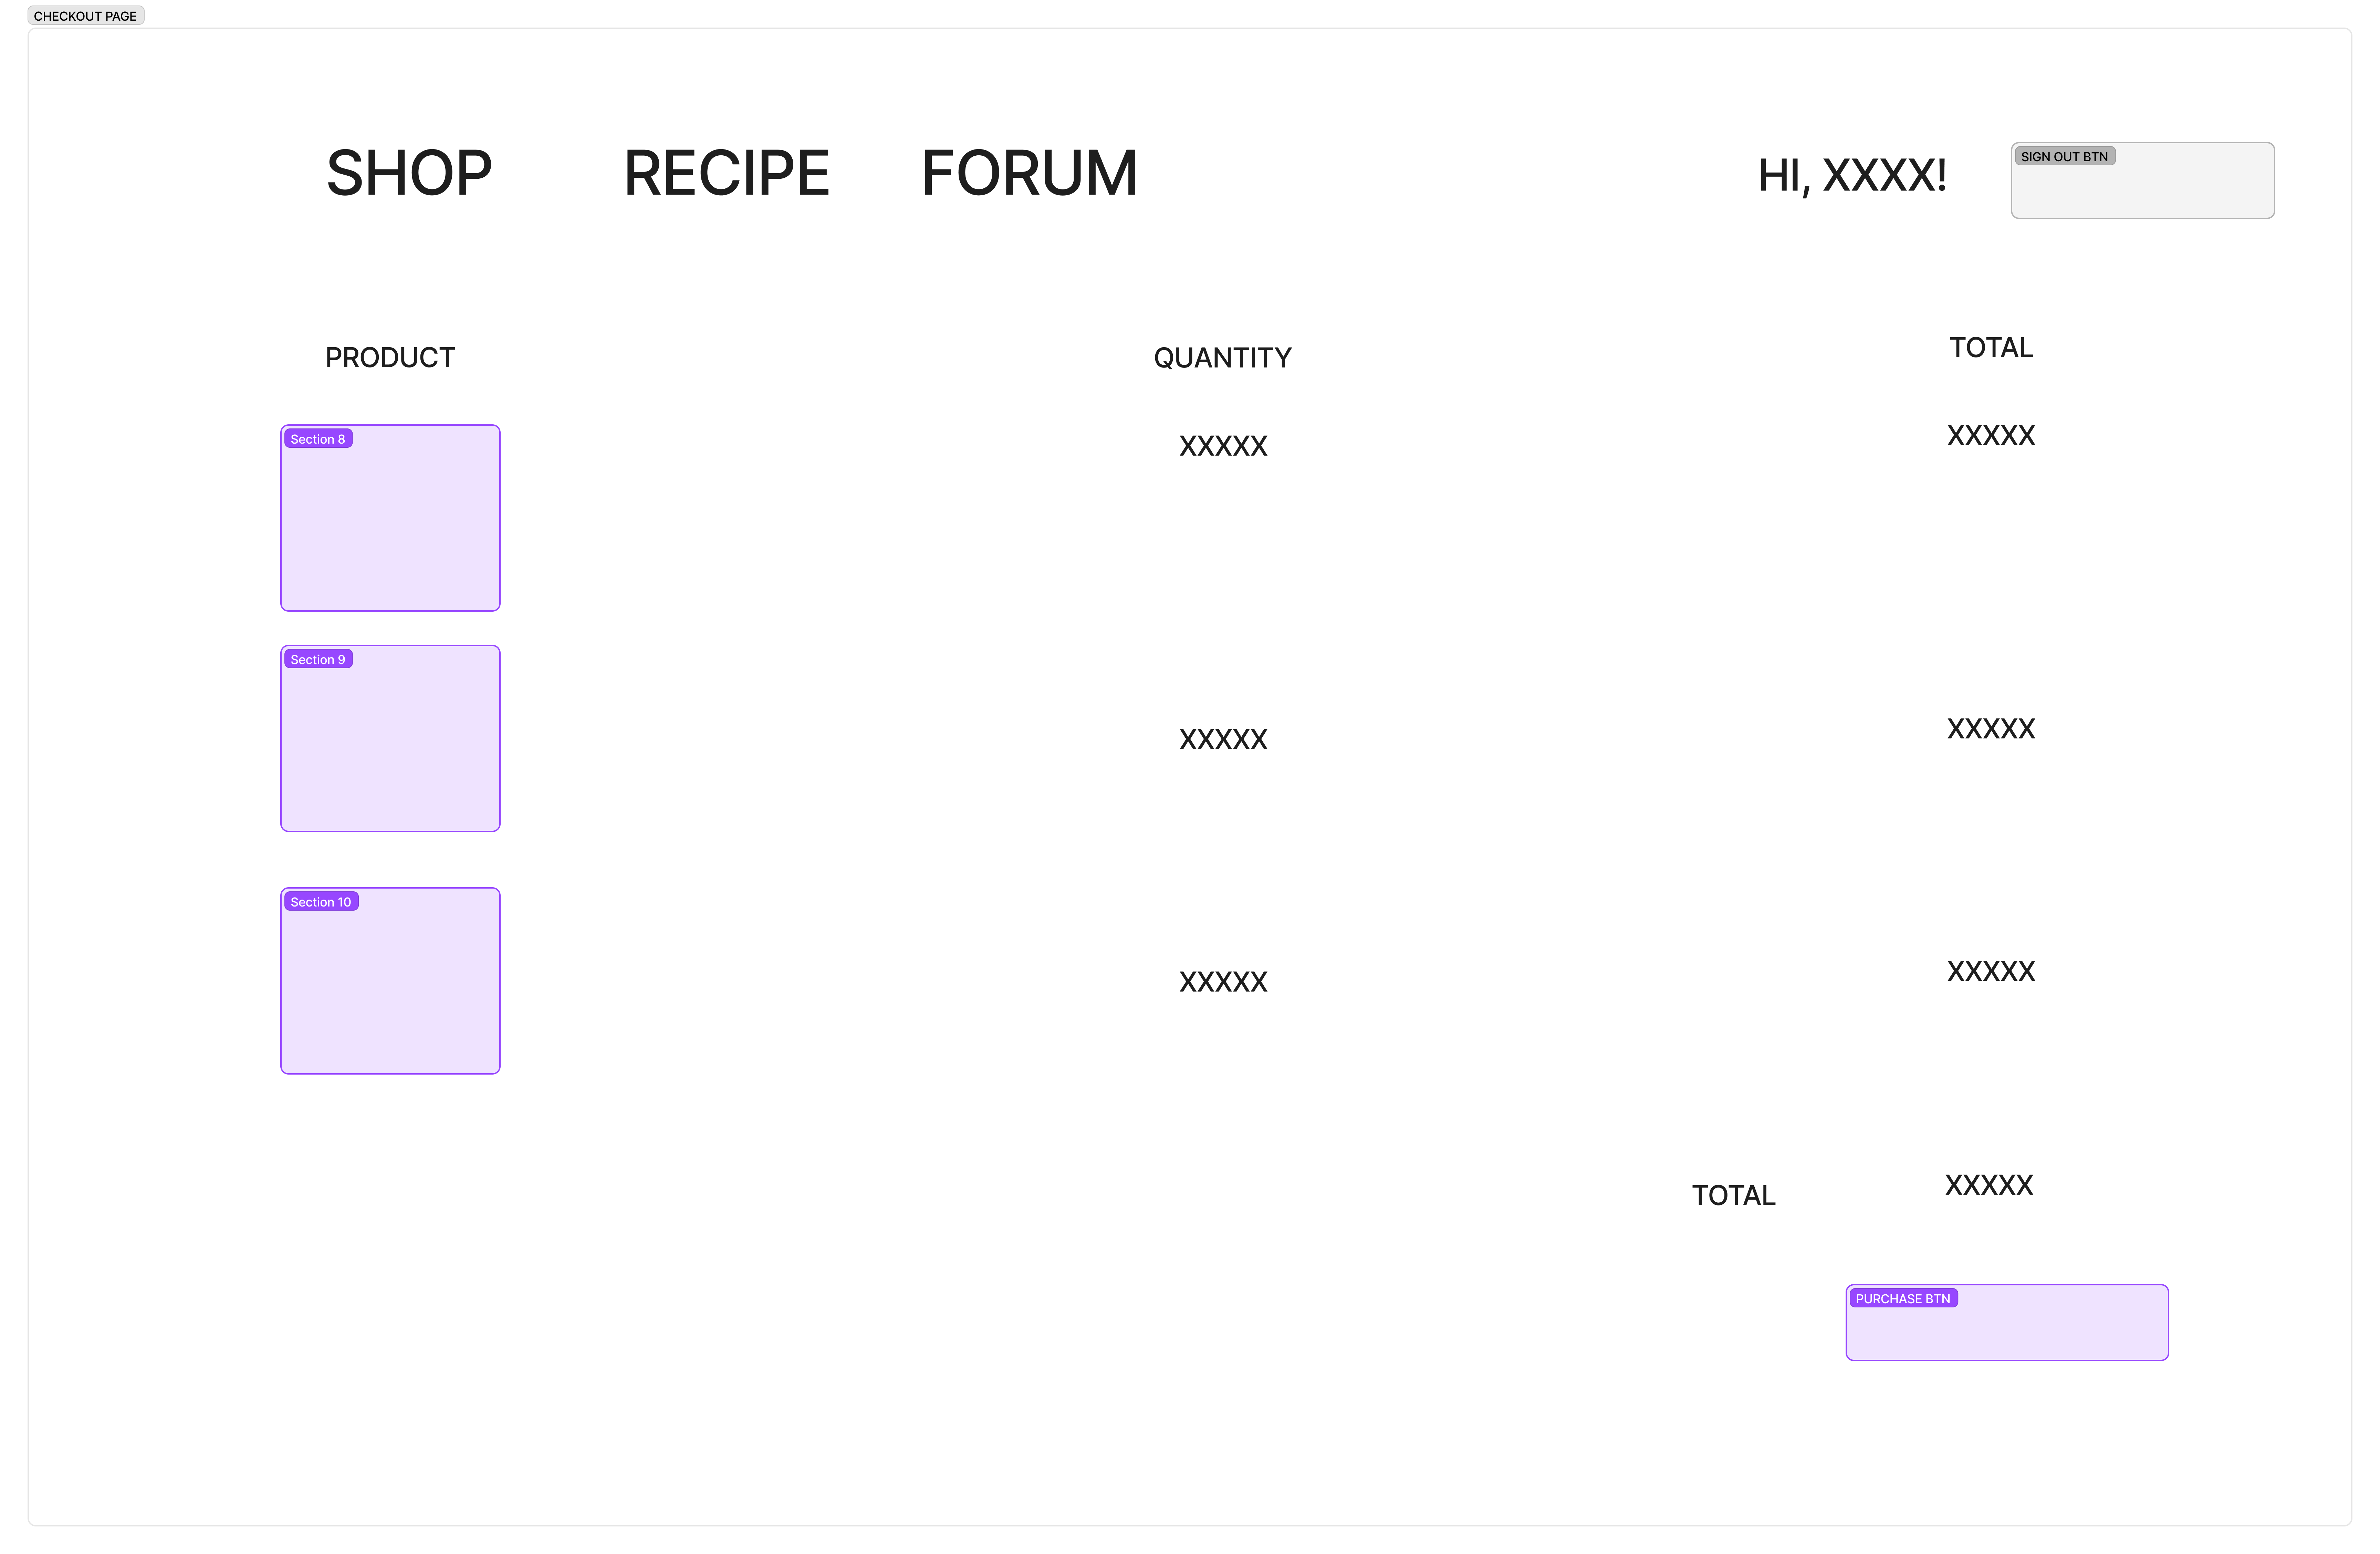 CHECKOUT PAGE
SHOP RECIPE FORUM HI, XXXX! SIGN OUT BTN
PRODUCT QUANTITY TOTAL
Section 8 XXXXX XXXXX
Section 9
XXXXX XXXXX
Section 10
XXXXX XXXXX
TOTAL XXXXX
PURCHASE BTN